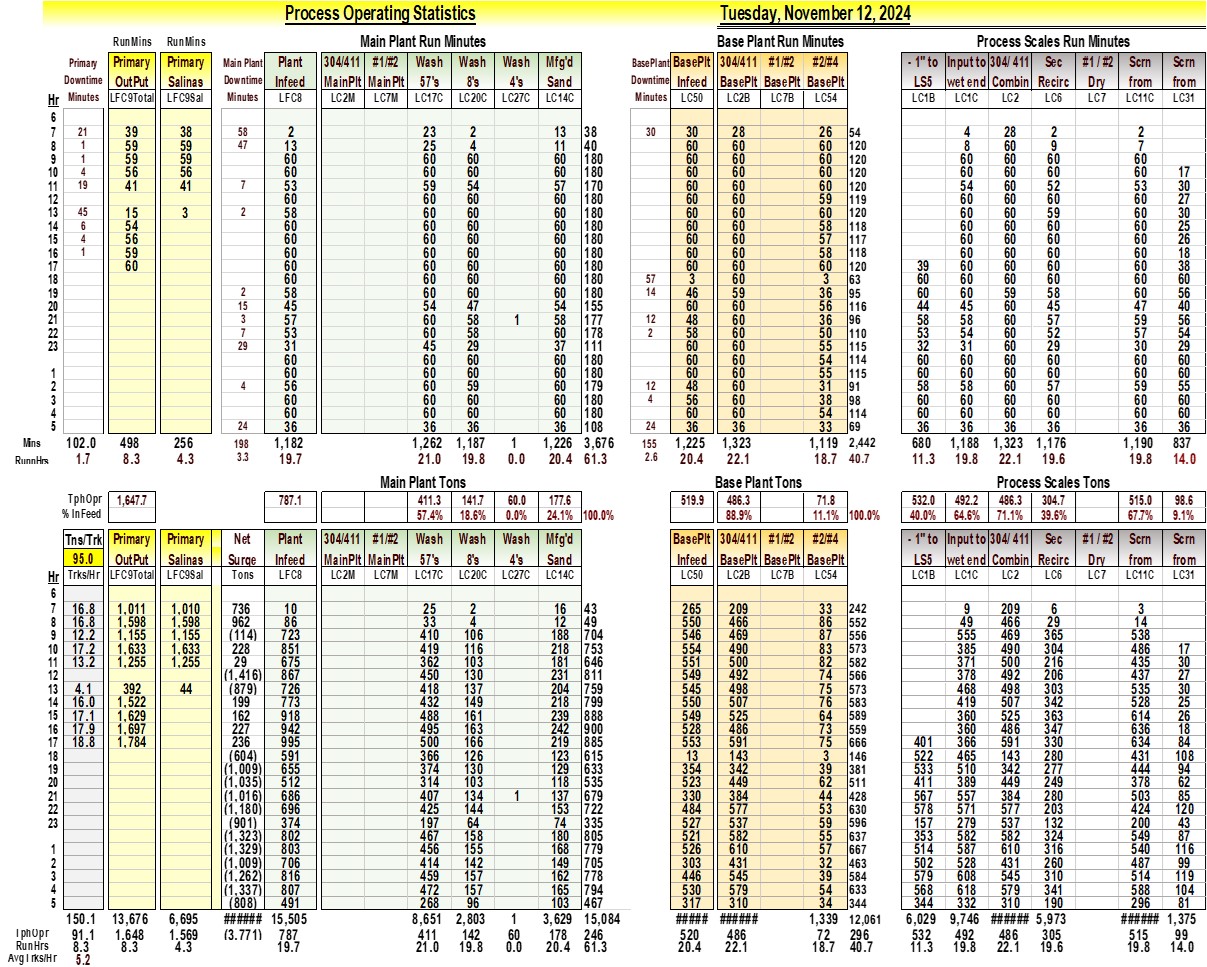 Process Operating Statistics Tuesday, November 12, 2024
RunMins RunMins Main Plant Run Minutes Base Plant Run Minutes Process Scales Run Minutes
Primary Primary Primary Main Plant Plant 304/411 #1/#2 Wash Wash Wash Mfg'd BasePlant BasePlt 304/411 #1/#2 #2/#4 - 1" to Input to 304/ 411 Sec #1 / #2 Scrn Scrn
Downtime OutPut Salinas Downtime Infeed MainPlt MainPlt 57's 8's 4's Sand Downtime Infeed BasePlt BasePlt BasePlt LS5 wet end Combin Recirc Dry from from
Hr Minutes LFC9Total LFC9Sal Minutes LFC8 LC2M LC7M LC17C LC20C LC27C LC14C Minutes LC50 LC2B LC7B LC54 LC1B LC1C LC2 LC6 LC7 LC11C LC31
6
7 21 39 38 58 2 23 2 13 38 30 30 28 26 54 4 28 2 2
8 1 59 59 47 13 25 4 11 40 60 60 60 120 8 60 9 7
9 1 59 59 60 60 60 60 180 60 60 60 120 60 60 60 60
10 4 56 56 60 60 60 60 180 60 60 60 120 60 60 60 60 17
11 19 41 41 7 53 59 54 57 170 60 60 60 120 54 60 52 53 30
12 60 60 60 60 180 60 60 59 119 60 60 60 60 27
13 45 15 3 2 58 60 60 60 180 60 60 60 120 60 60 59 60 30
14 6 54 60 60 60 60 180 60 60 58 118 60 60 60 60 25
15 4 56 60 60 60 60 180 60 60 57 117 60 60 60 60 26
16 1 59 60 60 60 60 180 60 60 58 118 60 60 60 60 18
17 60 60 60 60 60 180 60 60 60 120 39 60 60 60 60 38
18 60 60 60 60 180 57 3 60 3 63 60 60 60 60 60 60
19 2 58 60 60 60 180 14 46 59 36 95 60 60 59 58 60 56
20 15 45 54 47 54 155 60 60 56 116 44 45 60 45 47 40
21 3 57 60 58 1 58 177 12 48 60 36 96 58 58 60 57 59 56
22 7 53 60 58 60 178 2 58 60 50 110 53 54 60 52 57 54
23 29 31 45 29 37 111 60 60 55 115 32 31 60 29 30 29
60 60 60 60 180 60 60 54 114 60 60 60 60 60 60
1 60 60 60 60 180 60 60 55 115 60 60 60 60 60 60
2 4 56 60 59 60 179 12 48 60 31 91 58 58 60 57 59 55
3 60 60 60 60 180 4 56 60 38 98 60 60 60 60 60 60
4 60 60 60 60 180 60 60 54 114 60 60 60 60 60 60
5 24 36 36 36 36 108 24 36 36 33 69 36 36 36 36 36 36
Mins 102.0 498 256 198 1,182 1,262 1,187 1 1,226 3,676 155 1,225 1,323 1,119 2,442 680 1,188 1,323 1,176 1,190 837
RunnHrs 1.7 8.3 4.3 3.3 19.7 21.0 19.8 0.0 20.4 61.3 2.6 20.4 22.1 18.7 40.7 11.3 19.8 22.1 19.6 19.8 14.0
Main Plant Tons Base Plant Tons Process Scales Tons
TphOpr 1,647.7 787.1 411.3 141.7 60.0 177.6 519.9 486.3 71.8 532.0 492.2 486.3 304.7 515.0 98.6
% InFeed 57.4% 18.6% 0.0% 24.1% 100.0% 88.9% 11.1% 100.0% 40.0% 64.6% 71.1% 39.6% 67.7% 9.1%
Tns/Trk Primary Primary Net Plant 304/411 #1/#2 Wash Wash Wash Mfg'd BasePlt 304/411 #1/#2 #2/#4 - 1" to Input to 304/ 411 Sec #1 / #2 Scrn Scrn
95.0 OutPut Salinas Surge Infeed MainPlt MainPlt 57's 8's 4's Sand Infeed BasePlt BasePlt BasePlt LS5 wet end Combin Recirc Dry from from
Hr Trks/Hr LFC9Total LFC9Sal Tons LFC8 LC2M LC7M LC17C LC20C LC27C LC14C LC50 LC2B LC7B LC54 LC1B LC1C LC2 LC6 LC7 LC11C LC31
6
7 16.8 1,011 1,010 736 10 25 2 16 43 265 209 33 242 9 209 6 3
8 16.8 1,598 1,598 962 86 33 4 12 49 550 466 86 552 49 466 29 14
9 12.2 1,155 1,155 (114) 723 410 106 188 704 546 469 87 556 555 469 365 538
10 17.2 1,633 1,633 228 851 419 116 218 753 554 490 83 573 385 490 304 486 17
11 13.2 1,255 1,255 29 675 362 103 181 646 551 500 82 582 371 500 216 435 30
12 (1,416) 867 450 130 231 811 549 492 74 566 378 492 206 437 27
13 4.1 392 44 (879) 726 418 137 204 759 545 498 75 573 468 498 303 535 30
14 16.0 1,522 199 773 432 149 218 799 550 507 76 583 419 507 342 528 25
15 17.1 1,629 162 918 488 161 239 888 549 525 64 589 360 525 363 614 26
16 17.9 1,697 227 942 495 163 242 900 528 486 73 559 360 486 347 636 18
17 18.8 1,784 236 995 500 166 219 885 553 591 75 666 401 366 591 330 634 84
18 (604) 591 366 126 123 615 13 143 3 146 522 465 143 280 431 108
19 (1,009) 655 374 130 129 633 354 342 39 381 533 510 342 277 444 94
20 (1,035) 512 314 103 118 535 523 449 62 511 411 389 449 249 378 62
21 (1,016) 686 407 134 1 137 679 330 384 44 428 567 557 384 280 503 85
22 (1,180) 696 425 144 153 722 484 577 53 630 578 571 577 203 424 120
23 (901) 374 197 64 74 335 527 537 59 596 157 279 537 132 200 43
(1,323) 802 467 158 180 805 521 582 55 637 353 582 582 324 549 87
1 (1,329) 803 456 155 168 779 526 610 57 667 514 587 610 316 540 116
2 (1,009) 706 414 142 149 705 303 431 32 463 502 528 431 260 487 99
3 (1,262) 816 459 157 162 778 446 545 39 584 579 608 545 310 514 119
4 (1,337) 807 472 157 165 794 530 579 54 633 568 618 579 341 588 104
5 (808) 491 268 96 103 467 317 310 34 344 344 332 310 190 296 81
150.1 13,676 6,695 ###### 15,505 8,651 2,803 1 3,629 15,084 ##### ###### 1,339 12,061 6,029 9,746 ###### 5,973 ###### 1,375
TphOpr 91.1 1,648 1,569 (3,771) 787 411 142 60 178 246 520 486 72 296 532 492 486 305 515 99
RunHrs 8.3 8.3 4.3 19.7 21.0 19.8 0.0 20.4 61.3 20.4 22.1 18.7 40.7 11.3 19.8 22.1 19.6 19.8 14.0
AvgTrks/Hr 5.2